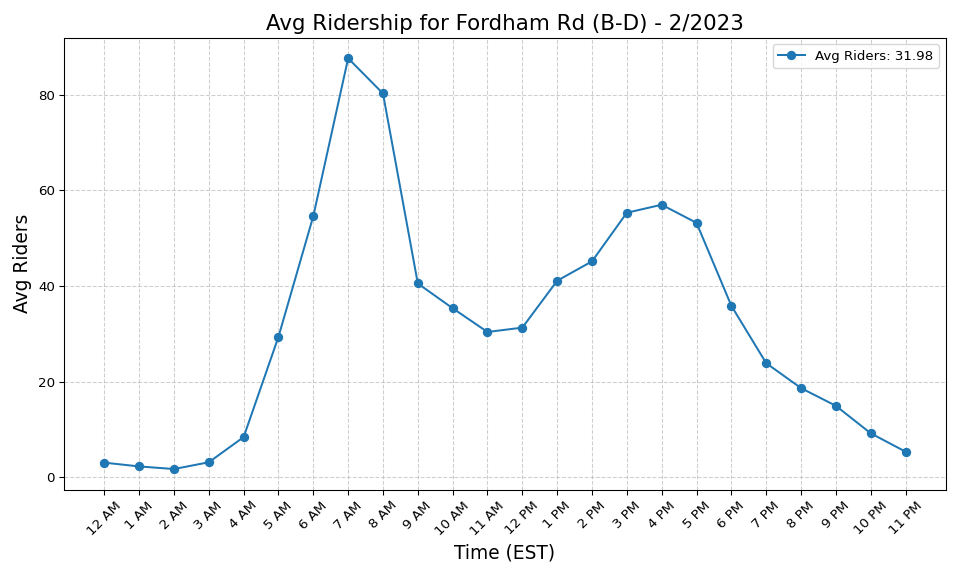 Avg Ridership for Fordham Rd (B-D) - 2/2023
Avg Riders: 31.98
Avg Riders
80
60
40
20
0
12 AM 1 AM 2 AM 3 AM 4 AM 5 AM 6 AM 7 AM 8 AM 9 AM 10 AM 11 AM 12 PM 1 PM 2 PM 3 PM 4 PM 5 PM 6 PM 7 PM 8 PM 9 PM 10 PM 11 PM
Time (EST)